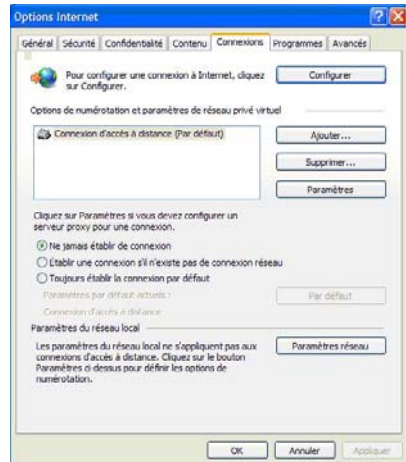 Options Internet
Général Sécurité Confidentialité Contenu Connexions Programmes Avancés
Pour configurer une connexion à Internet, cliquez
sur Configurer.
Configurer
Options de numérotation et paramètres de réseau privé virtuel
Connexion d'accès à distance (Par défaut)
Ajouter...
Supprimer...
Paramètres
Cliquez sur Paramètres si vous devez configurer un
serveur proxy pour une connexion.
Ne jamais établir de connexion
Établir une connexion s'il n'existe pas de connexion réseau
Toujours établir la connexion par défaut
Paramètres par défaut actuels :
Par défaut
Connexion d'accès à distance
Paramètres du réseau local
Les paramètres du réseau local ne s'appliquent pas aux
connexions d'accès à distance. Cliquez sur le bouton
Paramètres ci-dessus pour définir les options de
numérotation.
Paramètres réseau
OK Annuler Appliquer